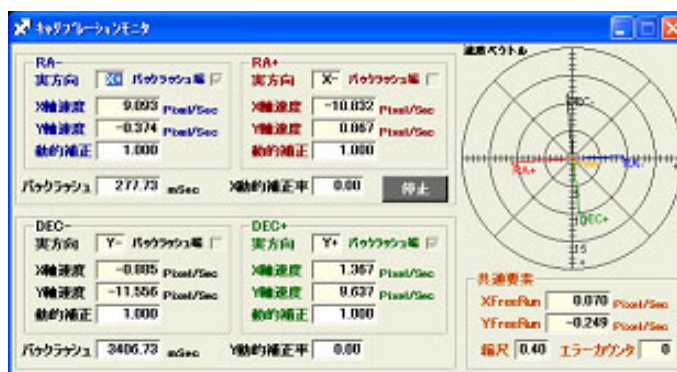 キャリブレーションモニタ
RA-
実方向 X+ バックラッシュ幅
X軸速度 9.093 Pixel/Sec
Y軸速度 -0.374 Pixel/Sec
動的補正 1.000
RA+
実方向 X- バックラッシュ幅
X軸速度 -10.832 Pixel/Sec
Y軸速度 0.867 Pixel/Sec
動的補正 1.000
バックラッシュ 277.73 mSec X動的補正率 0.00 停止
DEC-
実方向 Y- バックラッシュ幅
X軸速度 -0.885 Pixel/Sec
Y軸速度 -11.556 Pixel/Sec
動的補正 1.000
DEC+
実方向 Y+ バックラッシュ幅
X軸速度 1.367 Pixel/Sec
Y軸速度 9.637 Pixel/Sec
動的補正 1.000
バックラッシュ 3406.73 mSec Y動的補正率 0.00
速度ベクトル
DEC-
RA+
RA-
10
DEC+
15
共通要素
XFreeRun 0.070 Pixel/Sec
YFreeRun -0.249 Pixel/Sec
縮尺 0.40 エラーカウンタ 0